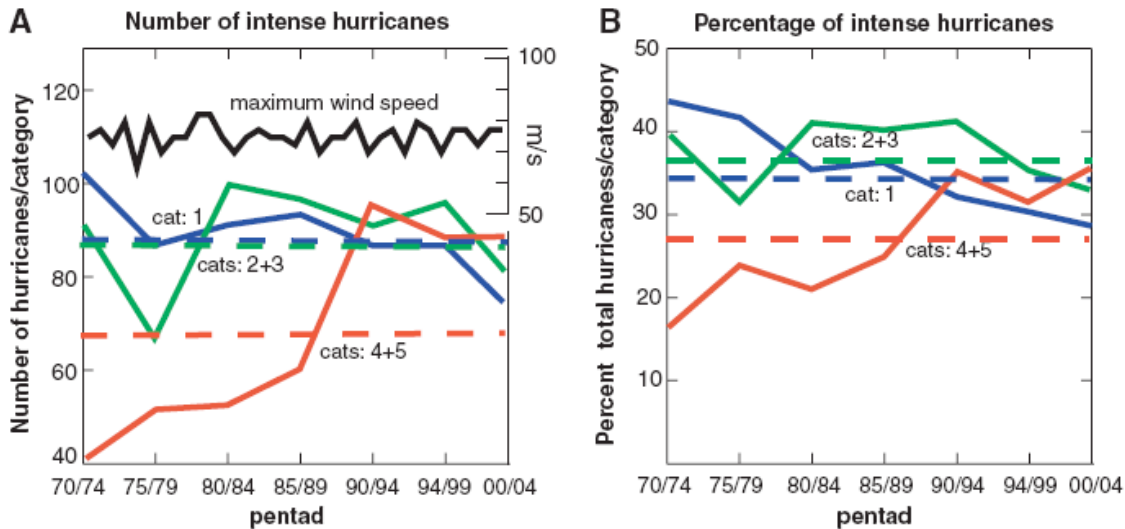 A
Number of intense hurricanes
Number of hurricanes/category
120
100
80
60
40
100
50
m/s
maximum wind speed
cat: 1
cats: 2+3
cats: 4+5
70/74 75/79 80/84 85/89 90/94 94/99 00/04
pentad
B
Percentage of intense hurricanes
Percent total hurricaness/category
50
40
30
20
10
cats: 2+3
cat: 1
cats: 4+5
70/74 75/79 80/84 85/89 90/94 94/99 00/04
pentad